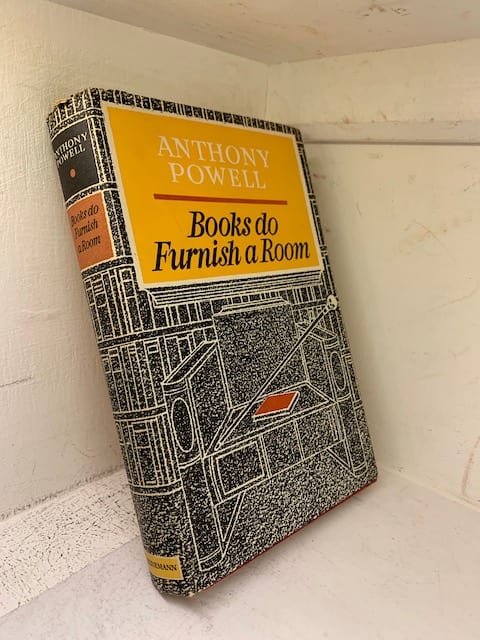 ANTHONY
POWELL
Books do
Furnish a Room
ANTHONY
POWELL
Books do
Furnish
a Room